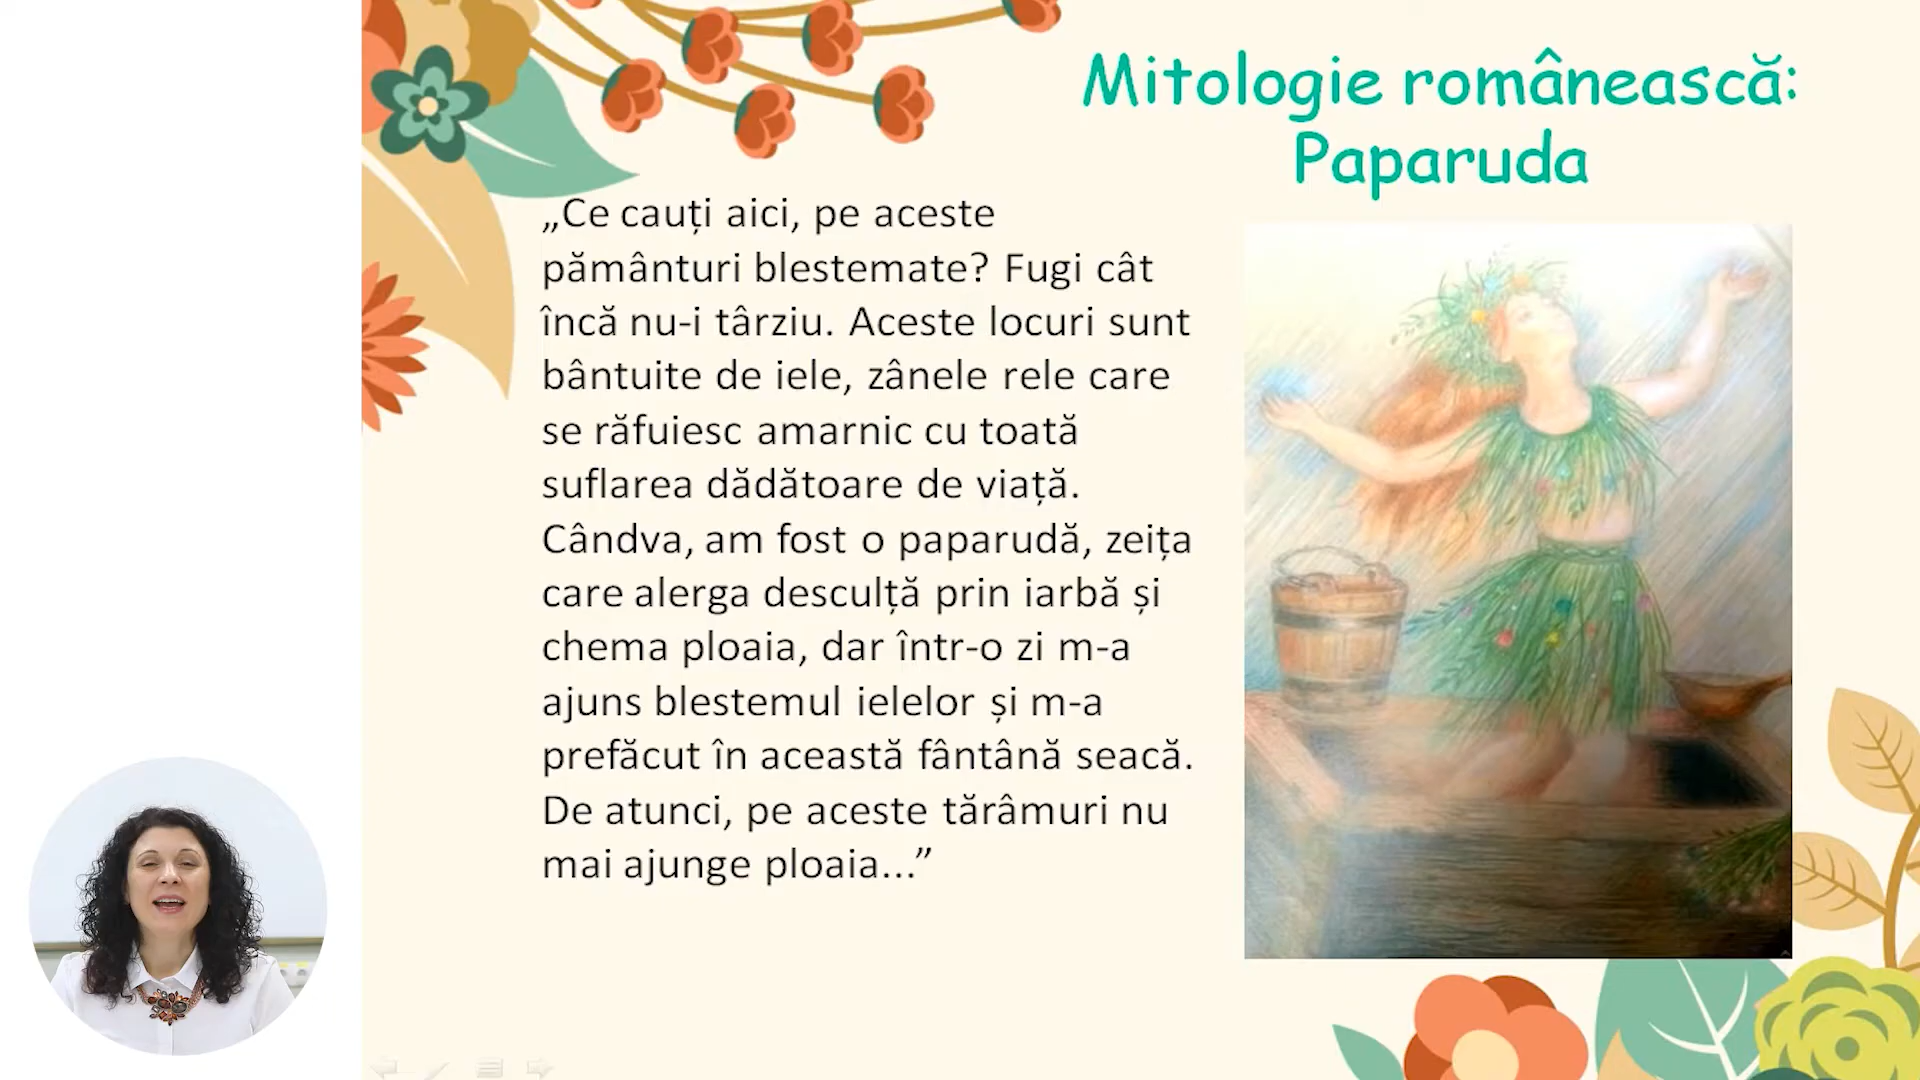 Mitologie românească:
Paparuda
„Ce cauți aici, pe aceste
pământuri blestemate? Fugi cât
încă nu-i târziu. Aceste locuri sunt
bântuite de iele, zânele rele care
se răfuiesc amarnic cu toată
suflarea dădătoare de viață.
Cândva, am fost o paparudă, zeița
care alerga desculță prin iarbă și
chema ploaia, dar într-o zi m-a
ajuns blestemul ielelor și m-a
prefăcut în această fântână seacă.
De atunci, pe aceste tărâmuri nu
mai ajunge ploaia...”